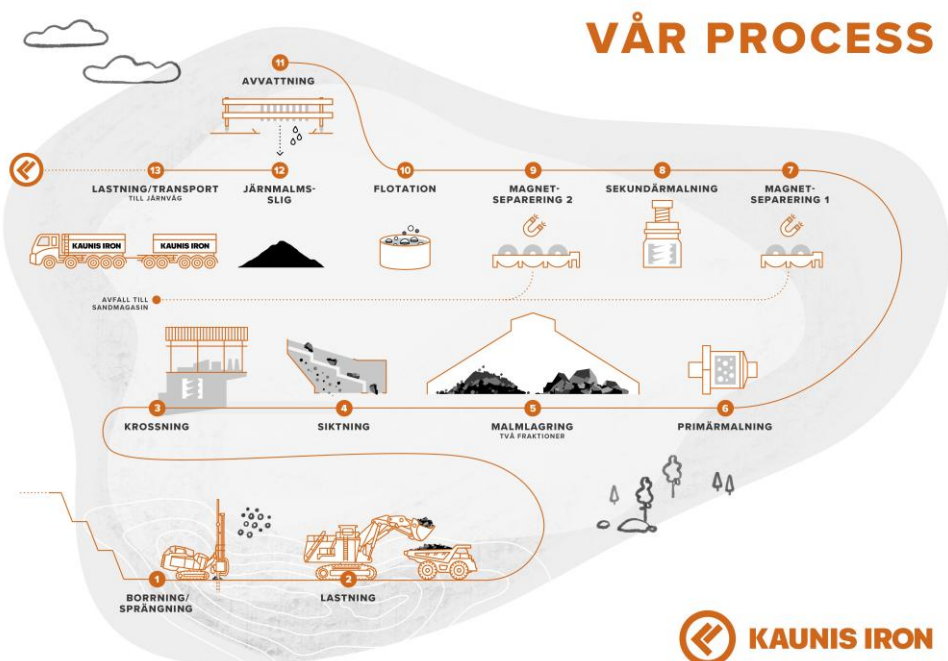 VÅR PROCESS
11
AVVATTNING
13
LASTNING/TRANSPORT
TILL JÄRNVÄG
12
JÄRNMALMS-
SLIG
10
FLOTATION
9
MAGNET-
SEPARERING 2
8
SEKUNDÄRMALNING
7
MAGNET-
SEPARERING 1
KAUNIS IRON
KAUNIS IRON
AVFALL TILL
SANDMAGASIN
3
KROSSNING
4
SIKTNING
5
MALMLAGRING
TVÅ FRAKTIONER
6
PRIMÄRMALNING
1
BORRNING/
SPRÄNGNING
2
LASTNING
KAUNIS IRON